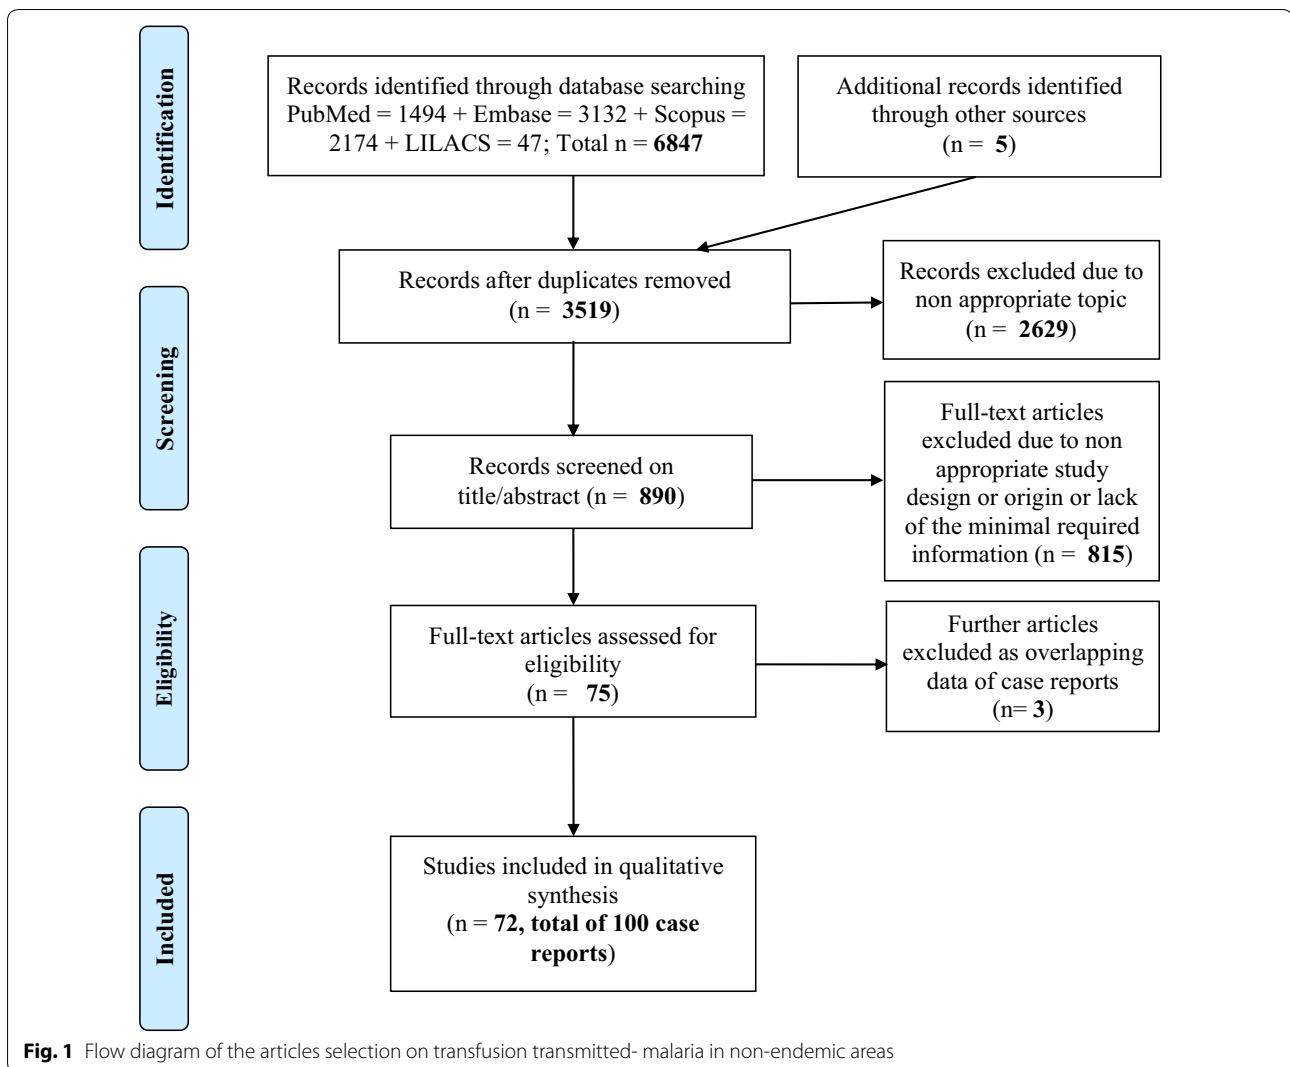 Identification
Records identified through database searching
PubMed = 1494 + Embase = 3132 + Scopus =
2174 + LILACS = 47; Total n = 6847
Additional records identified
through other sources
(n = 5)
Records after duplicates removed
(n = 3519)
Records excluded due to
non appropriate topic
(n = 2629)
Screening
Records screened on
title/abstract (n = 890)
Full-text articles
excluded due to non
appropriate study
design or origin or lack
of the minimal required
information (n = 815)
Eligibility
Full-text articles assessed for
eligibility
(n = 75)
Further articles
excluded as overlapping
data of case reports
(n= 3)
Included
Studies included in qualitative
synthesis
(n = 72, total of 100 case
reports)
Fig. 1 Flow diagram of the articles selection on transfusion transmitted- malaria in non-endemic areas